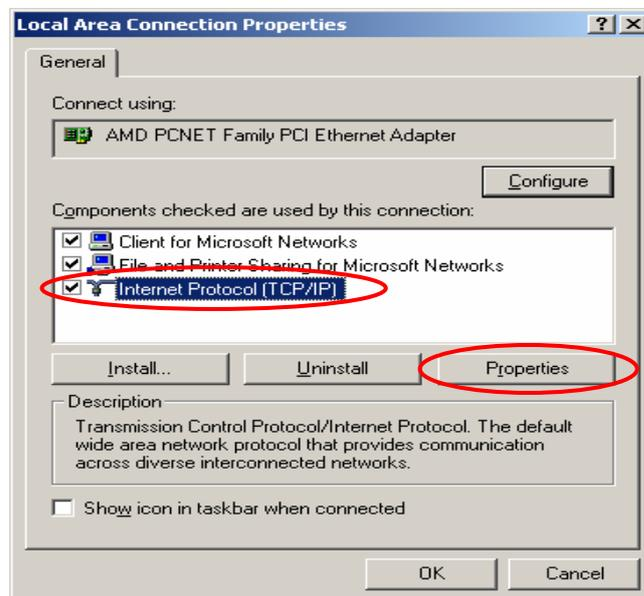 Local Area Connection Properties
General
Connect using:
AMD PCNET Family PCI Ethernet Adapter
Configure
Components checked are used by this connection:
Client for Microsoft Networks
File and Printer Sharing for Microsoft Networks
Internet Protocol (TCP/IP)
Install... Uninstall Properties
Description
Transmission Control Protocol/Internet Protocol. The default
wide area network protocol that provides communication
across diverse interconnected networks.
Show icon in taskbar when connected
OK Cancel